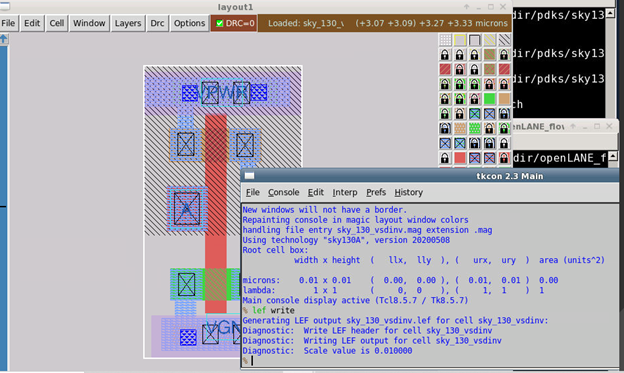 layout1
File Edit Cell Window Layers Drc Options DRC=0 Loaded: sky_130_ (+3.07 +3.09) +3.27 +3.33 microns
dir/pdks/sky13
dir/pdks/sky13
dir/pdks/sky13
ch
VPWR
A
VGN
enLANE_flow
dir/openLANE_f
tkcon 2.3 Main
File Console Edit Interp Prefs History
New windows will not have a border.
Repainting console in magic layout window colors
handling file entry sky_130_vsdinv.mag extension .mag
Using technology "sky130A", version 20200508
Root cell box:
width x height ( llx, lly ), ( urx, ury ) area (units^2)
microns: 0.01 x 0.01 ( 0.00, 0.00 ), ( 0.01, 0.01 ) 0.00
lambda: 1 x 1 ( 0, 0 ), ( 1, 1 ) 1
Main console display active (Tcl8.5.7 / Tk8.5.7)
% lef write
Generating LEF output sky_130_vsdinv.lef for cell sky_130_vsdinv:
Diagnostic: Write LEF header for cell sky_130_vsdinv
Diagnostic: Writing LEF output for cell sky_130_vsdinv
Diagnostic: Scale value is 0.010000
%